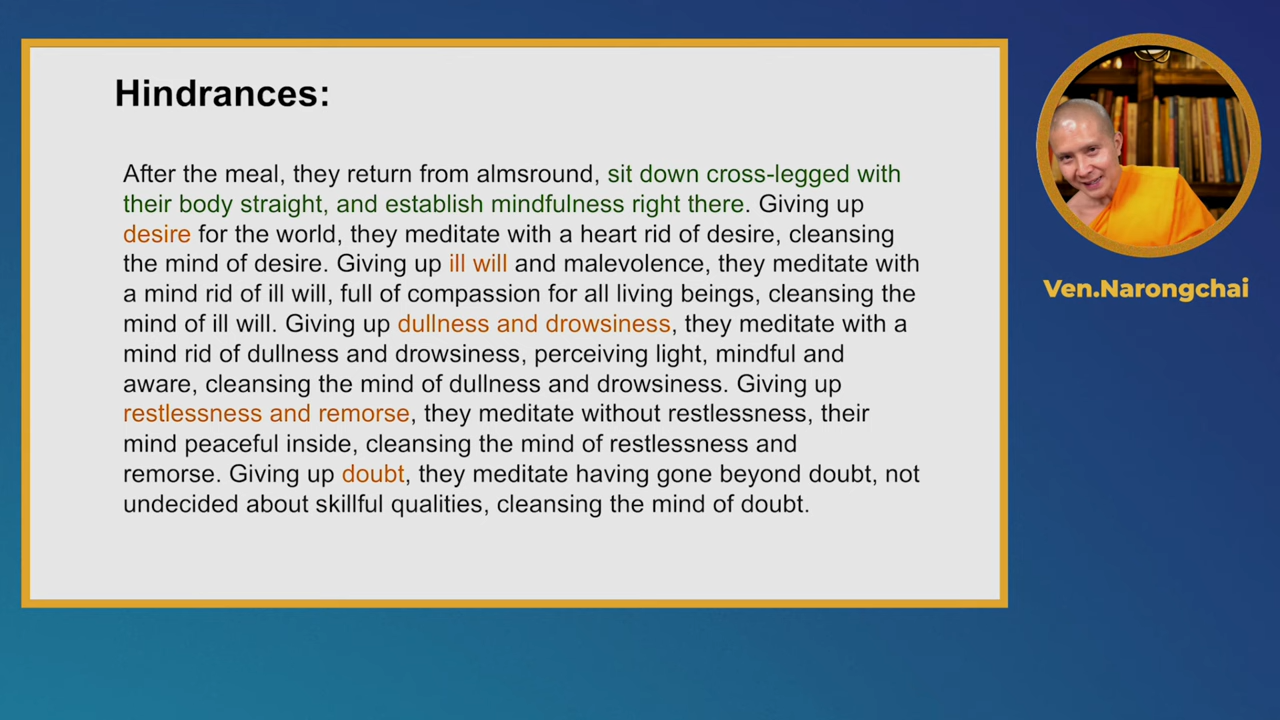 Hindrances:
After the meal, they return from almsround, sit down cross-legged with
their body straight, and establish mindfulness right there. Giving up
desire for the world, they meditate with a heart rid of desire, cleansing
the mind of desire. Giving up ill will and malevolence, they meditate with
a mind rid of ill will, full of compassion for all living beings, cleansing the
mind of ill will. Giving up dullness and drowsiness, they meditate with a
mind rid of dullness and drowsiness, perceiving light, mindful and
aware, cleansing the mind of dullness and drowsiness. Giving up
restlessness and remorse, they meditate without restlessness, their
mind peaceful inside, cleansing the mind of restlessness and
remorse. Giving up doubt, they meditate having gone beyond doubt, not
undecided about skillful qualities, cleansing the mind of doubt.
Ven.Narongchai